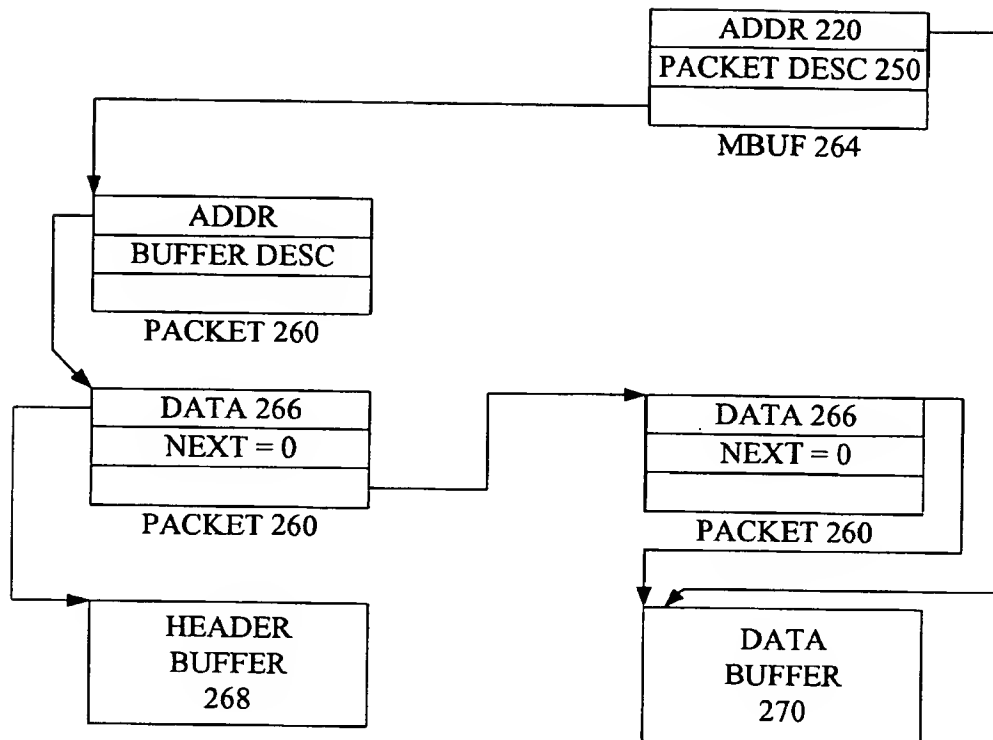 ADDR 220
PACKET DESC 250
MBUF 264
ADDR
BUFFER DESC
PACKET 260
DATA 266
NEXT = 0
PACKET 260
DATA 266
NEXT = 0
PACKET 260
HEADER
BUFFER
268
DATA
BUFFER
270